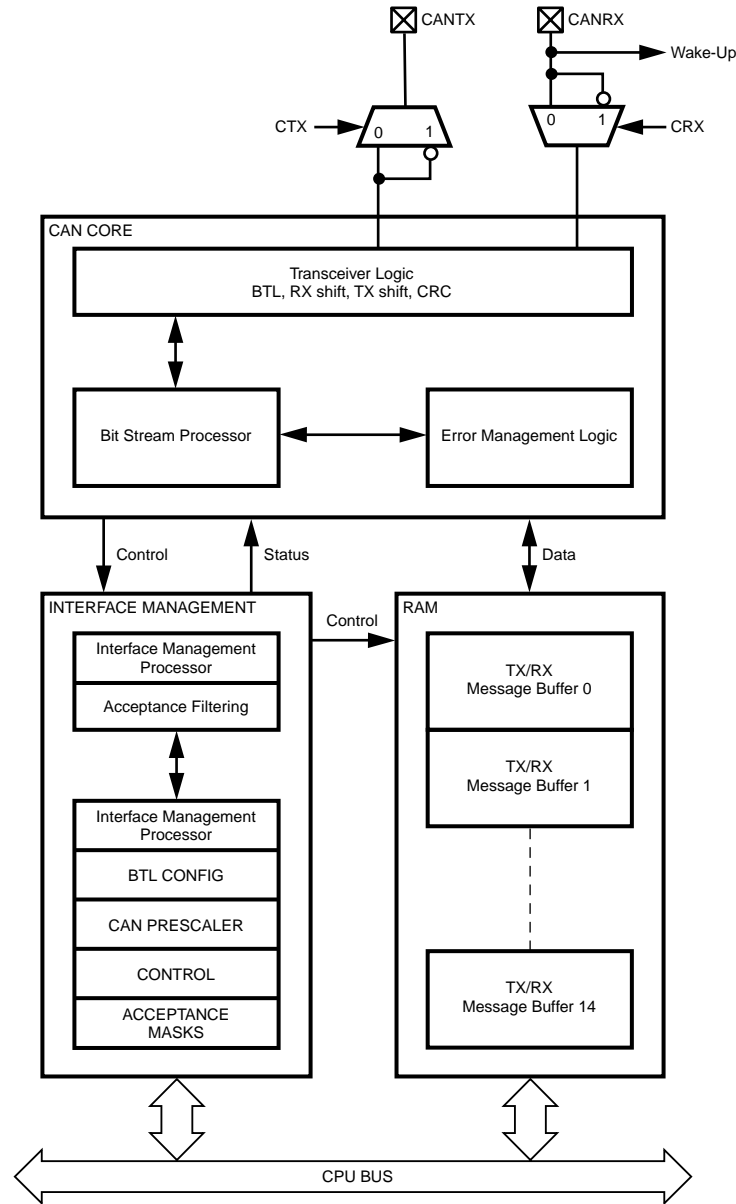 CANTX
CANRX
Wake-Up
CTX
0
1
0
1
CRX
CAN CORE
Transceiver Logic
BTL, RX shift, TX shift, CRC
Bit Stream Processor
Error Management Logic
Control
Status
Data
INTERFACE MANAGEMENT
Control
RAM
Interface Management
Processor
Acceptance Filtering
Interface Management
Processor
BTL CONFIG
CAN PRESCALER
CONTROL
ACCEPTANCE
MASKS
TX/RX
Message Buffer 0
TX/RX
Message Buffer 1
TX/RX
Message Buffer 14
CPU BUS